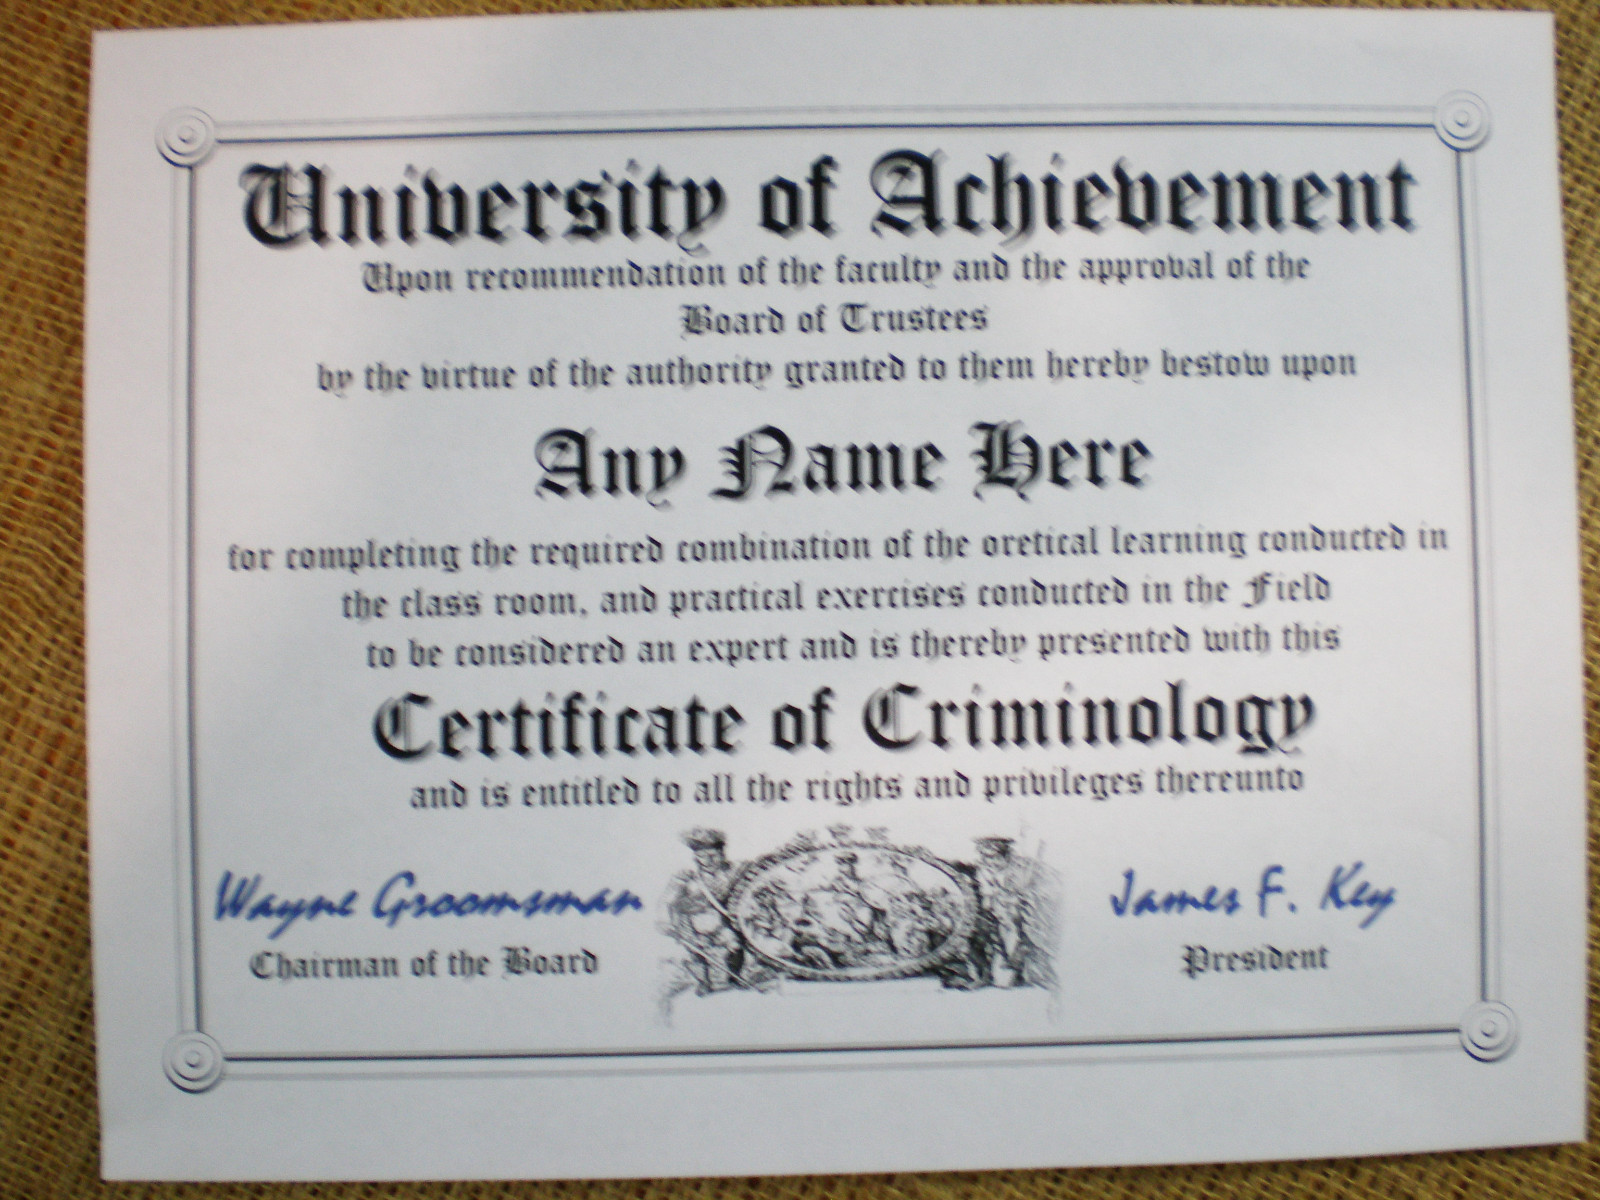 University of Achievement
Upon recommendation of the faculty and the approval of the
Board of Trustees
by the virtue of the authority granted to them hereby bestow upon
Any Name Here
for completing the required combination of the oretical learning conducted in
the class room, and practical exercises conducted in the Field
to be considered an expert and is thereby presented with this
Certificate of Criminology
and is entitled to all the rights and privileges thereunto
Wayne Groomsman
Chairman of the Board
James F. Key
President